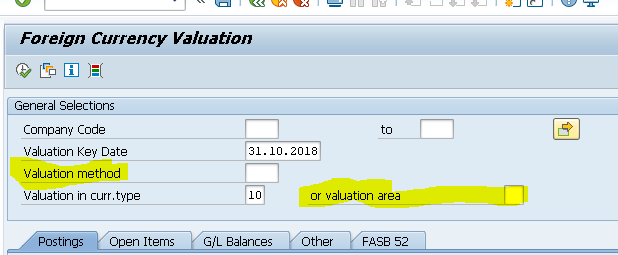 Foreign Currency Valuation
General Selections
Company Code to
Valuation Key Date 31.10.2018
Valuation method
Valuation in curr.type 10 or valuation area
Postings Open Items G/L Balances Other FASB 52